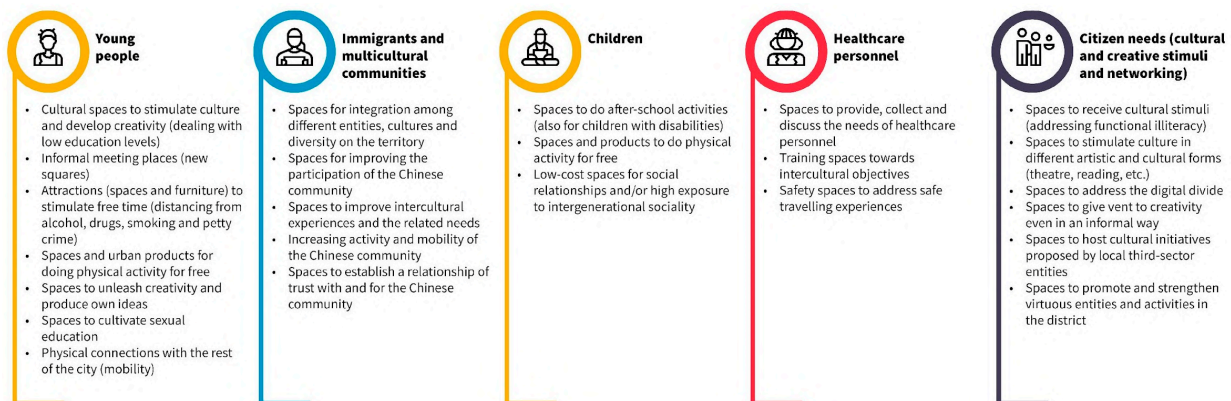 Young
people
• Cultural spaces to stimulate culture
and develop creativity (dealing with
low education levels)
• Informal meeting places (new
squares)
• Attractions (spaces and furniture) to
stimulate free time (distancing from
alcohol, drugs, smoking and petty
crime)
• Spaces and urban products for
doing physical activity for free
• Spaces to unleash creativity and
produce own ideas
• Spaces to cultivate sexual
education
• Physical connections with the rest
of the city (mobility)
Immigrants and
multicultural
communities
• Spaces for integration among
different entities, cultures and
diversity on the territory
• Spaces for improving the
participation of the Chinese
community
• Spaces to improve intercultural
experiences and the related needs
• Increasing activity and mobility of
the Chinese community
• Spaces to establish a relationship of
trust with and for the Chinese
community
Children
• Spaces to do after-school activities
(also for children with disabilities)
• Spaces and products to do physical
activity for free
• Low-cost spaces for social
relationships and/or high exposure
to intergenerational sociality
Healthcare
personnel
• Spaces to provide, collect and
discuss the needs of healthcare
personnel
• Training spaces towards
intercultural objectives
• Safety spaces to address safe
travelling experiences
Citizen needs (cultural
and creative stimuli
and networking)
• Spaces to receive cultural stimuli
(addressing functional illiteracy)
• Spaces to stimulate culture in
different artistic and cultural forms
(theatre, reading, etc.)
• Spaces to address the digital divide
• Spaces to give vent to creativity
even in an informal way
• Spaces to host cultural initiatives
proposed by local third-sector
entities
• Spaces to promote and strengthen
virtuous entities and activities in
the district